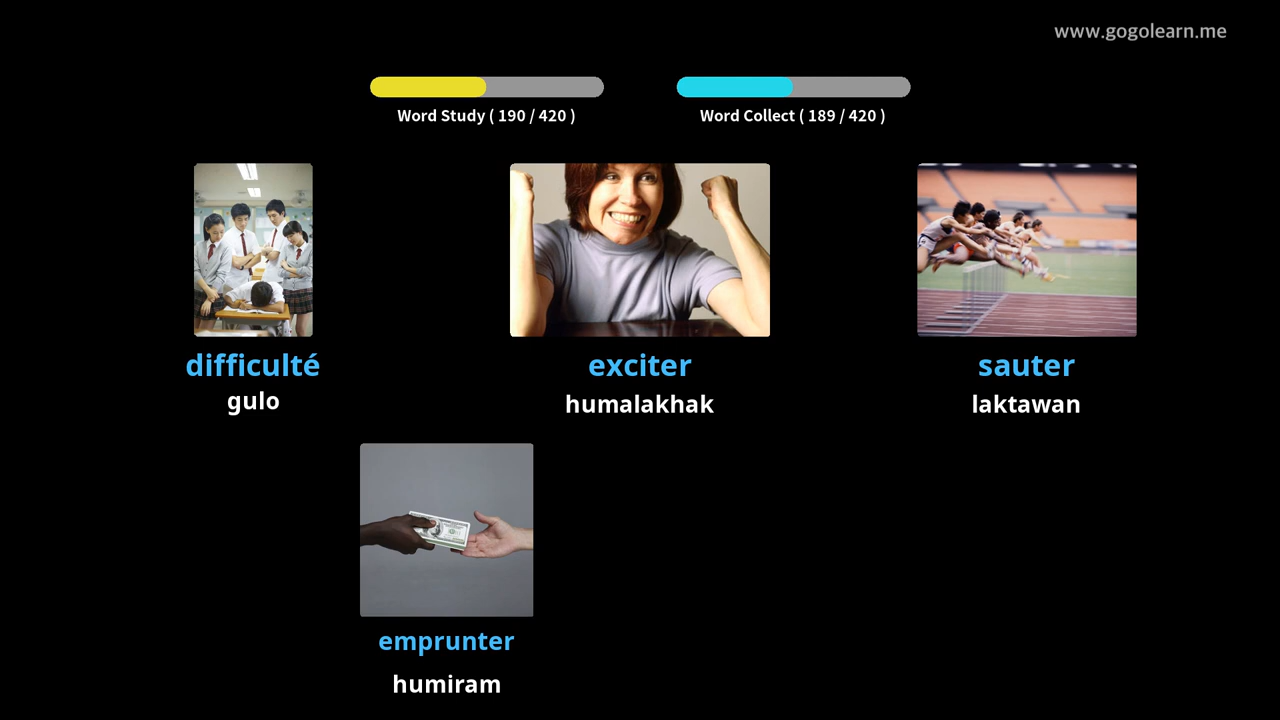 www.gogolearn.me
Word Study ( 190 / 420 )
Word Collect ( 189 / 420 )
difficulté
exciter
sauter
gulo
humalakhak
laktawan
emprunter
humiram